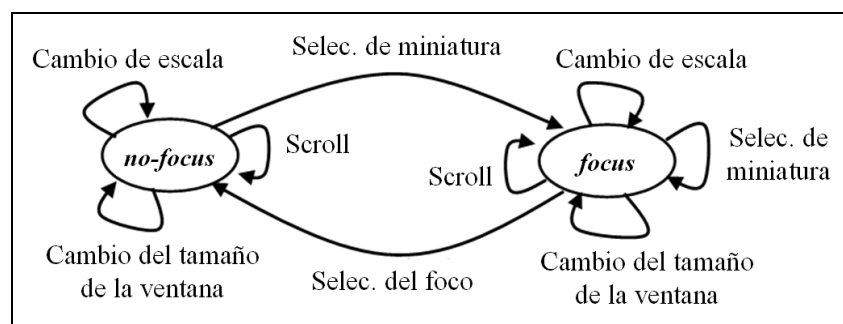 Selec. de miniatura
Cambio de escala
Cambio de escala
no-focus
Scroll
Scroll
focus
Selec. de
miniatura
Cambio del tamaño
de la ventana
Selec. del foco
Cambio del tamaño
de la ventana